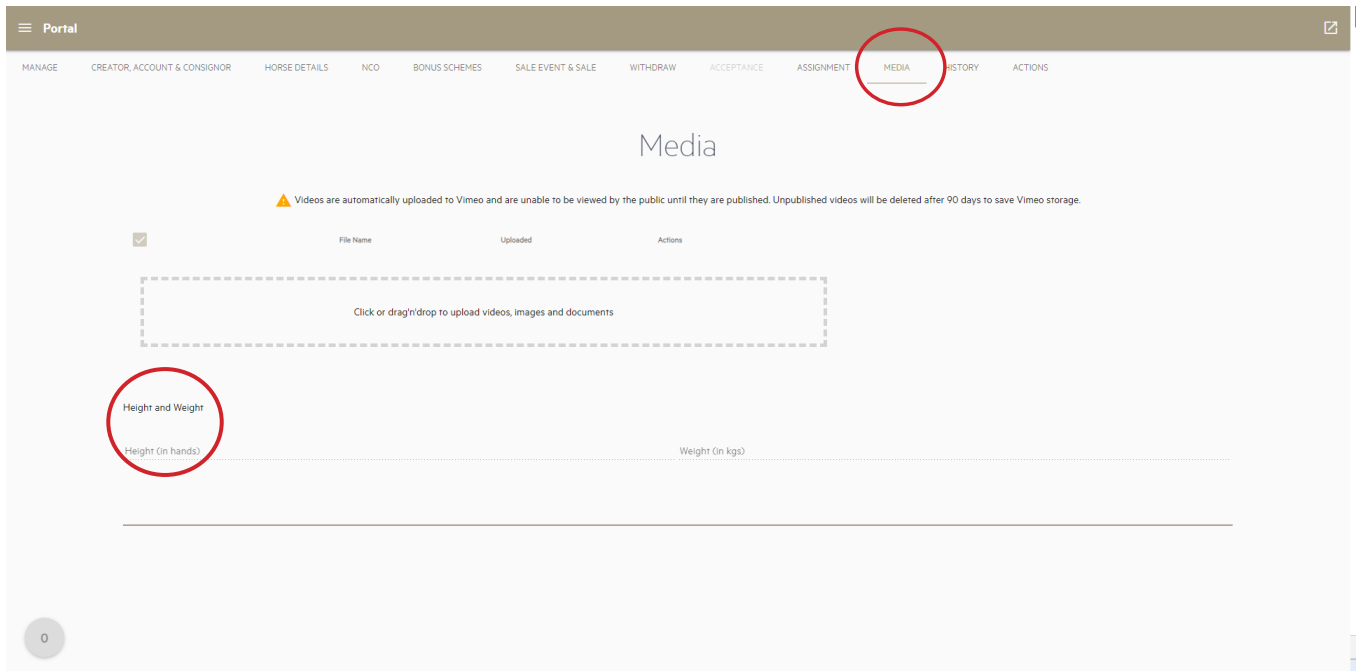 Portal
MANAGE CREATOR, ACCOUNT & CONSIGNOR HORSE DETAILS NCO BONUS SCHEMES SALE EVENT & SALE WITHDRAW ACCEPTANCE ASSIGNMENT MEDIA HISTORY ACTIONS
Media
Videos are automatically uploaded to Vimeo and are unable to be viewed by the public until they are published. Unpublished videos will be deleted after 90 days to save Vimeo storage.
File Name Uploaded Actions
Click or drag'n'drop to upload videos, images and documents
Height and Weight
Height (in hands) Weight (in kgs)
0